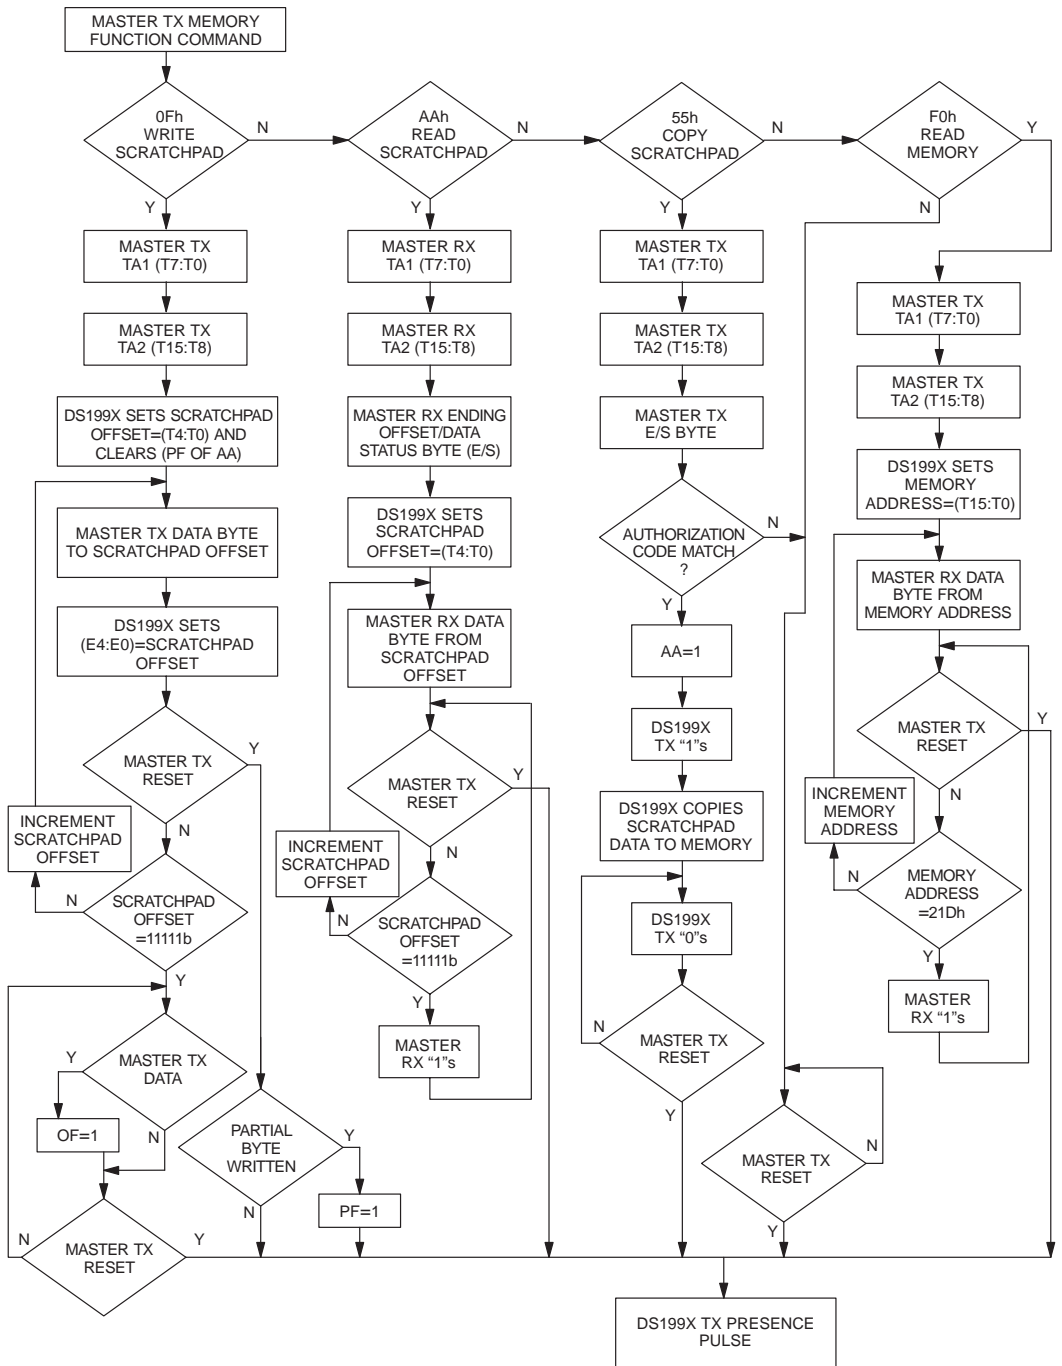 MASTER TX MEMORY
FUNCTION COMMAND
0Fh
WRITE
SCRATCHPAD
N
Y
AAh
READ
SCRATCHPAD
N
Y
55h
COPY
SCRATCHPAD
N
Y
F0h
READ
MEMORY
Y
N
MASTER TX
TA1 (T7:T0)
MASTER TX
TA2 (T15:T8)
DS199X SETS SCRATCHPAD
OFFSET=(T4:T0) AND
CLEARS (PF OF AA)
MASTER TX DATA BYTE
TO SCRATCHPAD OFFSET
DS199X SETS
(E4:E0)=SCRATCHPAD
OFFSET
MASTER TX
RESET
Y
N
INCREMENT
SCRATCHPAD
OFFSET
SCRATCHPAD
OFFSET
=11111b
N
Y
MASTER TX
DATA
Y
N
OF=1
MASTER TX
RESET
N
Y
PARTIAL
BYTE
WRITTEN
Y
N
PF=1
MASTER RX
TA1 (T7:T0)
MASTER RX
TA2 (T15:T8)
MASTER RX ENDING
OFFSET/DATA
STATUS BYTE (E/S)
DS199X SETS
SCRATCHPAD
OFFSET=(T4:T0)
MASTER RX DATA
BYTE FROM
SCRATCHPAD
OFFSET
MASTER TX
RESET
Y
N
INCREMENT
SCRATCHPAD
OFFSET
SCRATCHPAD
OFFSET
=11111b
N
Y
MASTER
RX “1”s
MASTER TX
TA1 (T7:T0)
MASTER TX
TA2 (T15:T8)
MASTER TX
E/S BYTE
AUTHORIZATION
CODE MATCH
?
N
Y
AA=1
DS199X
TX “1”s
DS199X COPIES
SCRATCHPAD
DATA TO MEMORY
DS199X
TX “0”s
MASTER TX
RESET
N
Y
MASTER TX
RESET
N
Y
MASTER TX
TA1 (T7:T0)
MASTER TX
TA2 (T15:T8)
DS199X SETS
MEMORY
ADDRESS=(T15:T0)
MASTER RX DATA
BYTE FROM
MEMORY ADDRESS
MASTER TX
RESET
Y
N
INCREMENT
MEMORY
ADDRESS
MEMORY
ADDRESS
=21Dh
N
Y
MASTER
RX “1”s
DS199X TX PRESENCE
PULSE